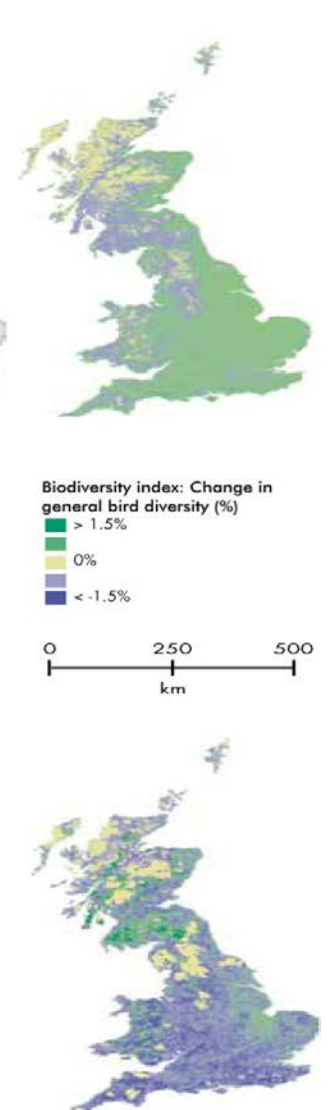 Biodiversity index: Change in
general bird diversity (%)
> 1.5%
0%
< -1.5%
0 250 500
km